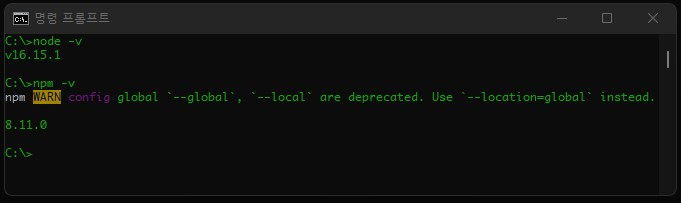 명령 프롬프트
C:\>node -v
v16.15.1
C:\>npm -v
npm WARN config global `--global`, `--local` are deprecated. Use `--location=global` instead.
8.11.0
C:\>